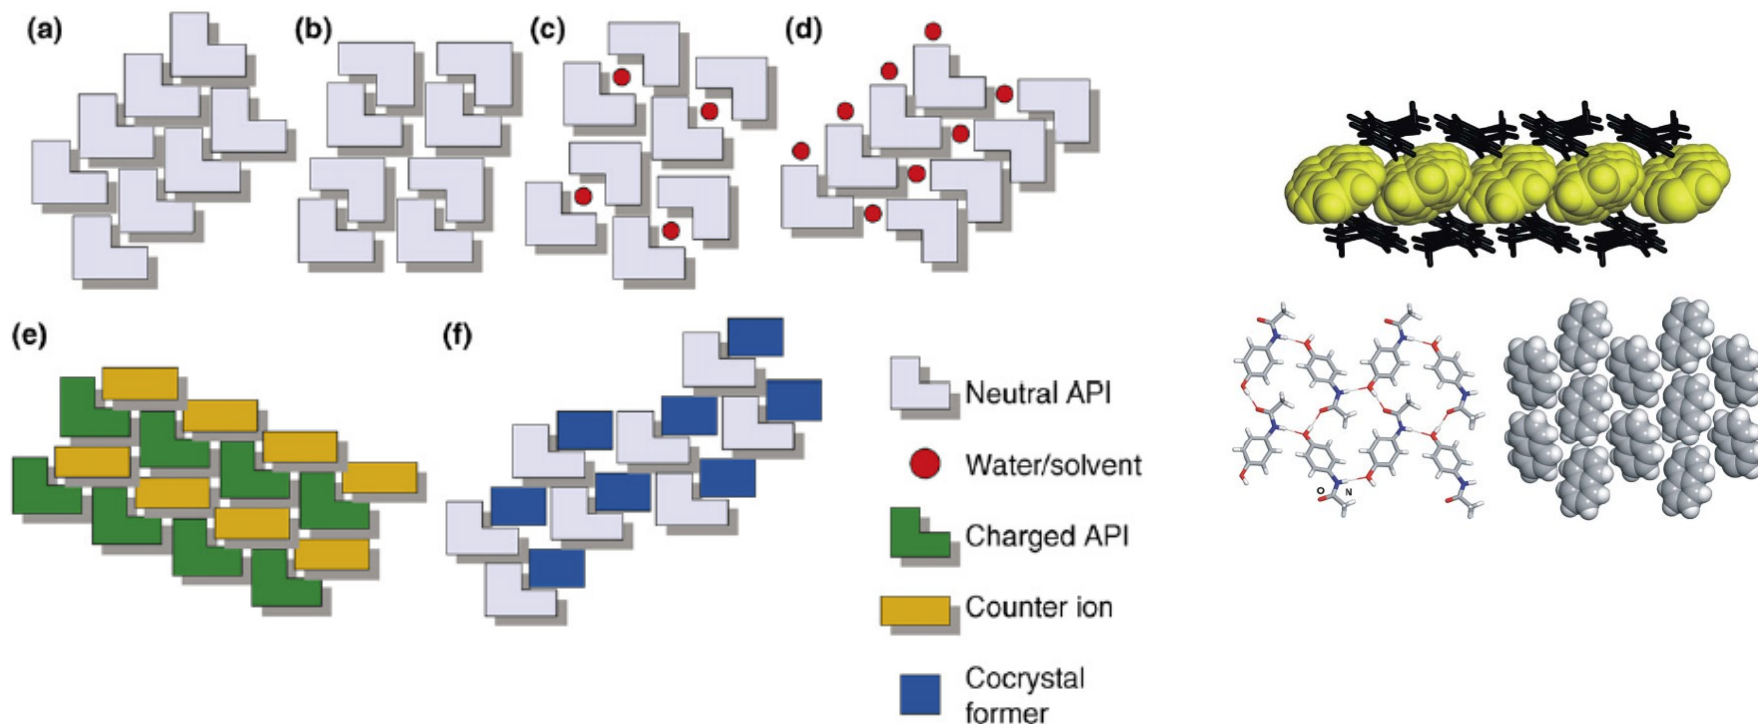 (a)
(b)
(c)
(d)
(e)
(f)
Neutral API
Water/solvent
Charged API
Counter ion
Cocrystal
former
O N